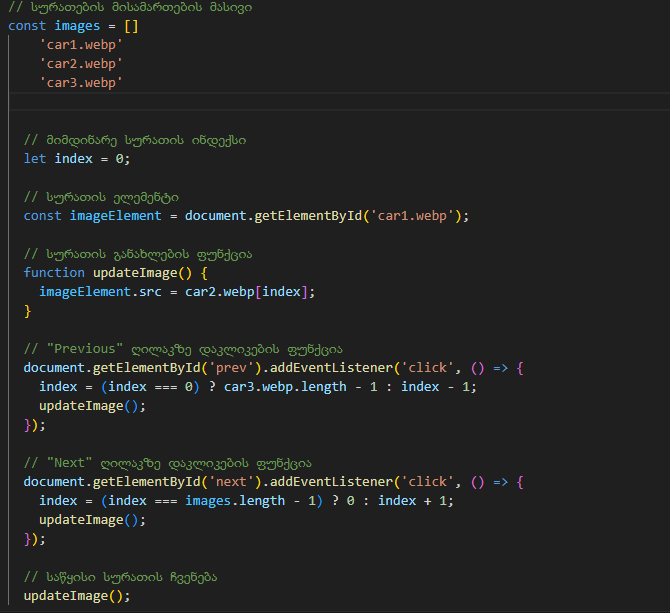 // სურათების მისამართების მასივი
const images = []
    'car1.webp'
    'car2.webp'
    'car3.webp'
  // მიმდინარე სურათის ინდექსი
  let index = 0;
  // სურათის ელემენტი
  const imageElement = document.getElementById('car1.webp');
  // სურათის განახლების ფუნქცია
  function updateImage() {
    imageElement.src = car2.webp[index];
  }
  // "Previous" ღილაკზე დაკლიკების ფუნქცია
  document.getElementById('prev').addEventListener('click', () => {
    index = (index === 0) ? car3.webp.length - 1 : index - 1;
    updateImage();
  });
  // "Next" ღილაკზე დაკლიკების ფუნქცია
  document.getElementById('next').addEventListener('click', () => {
    index = (index === images.length - 1) ? 0 : index + 1;
    updateImage();
  });
  // საწყისი სურათის ჩვენება
  updateImage();